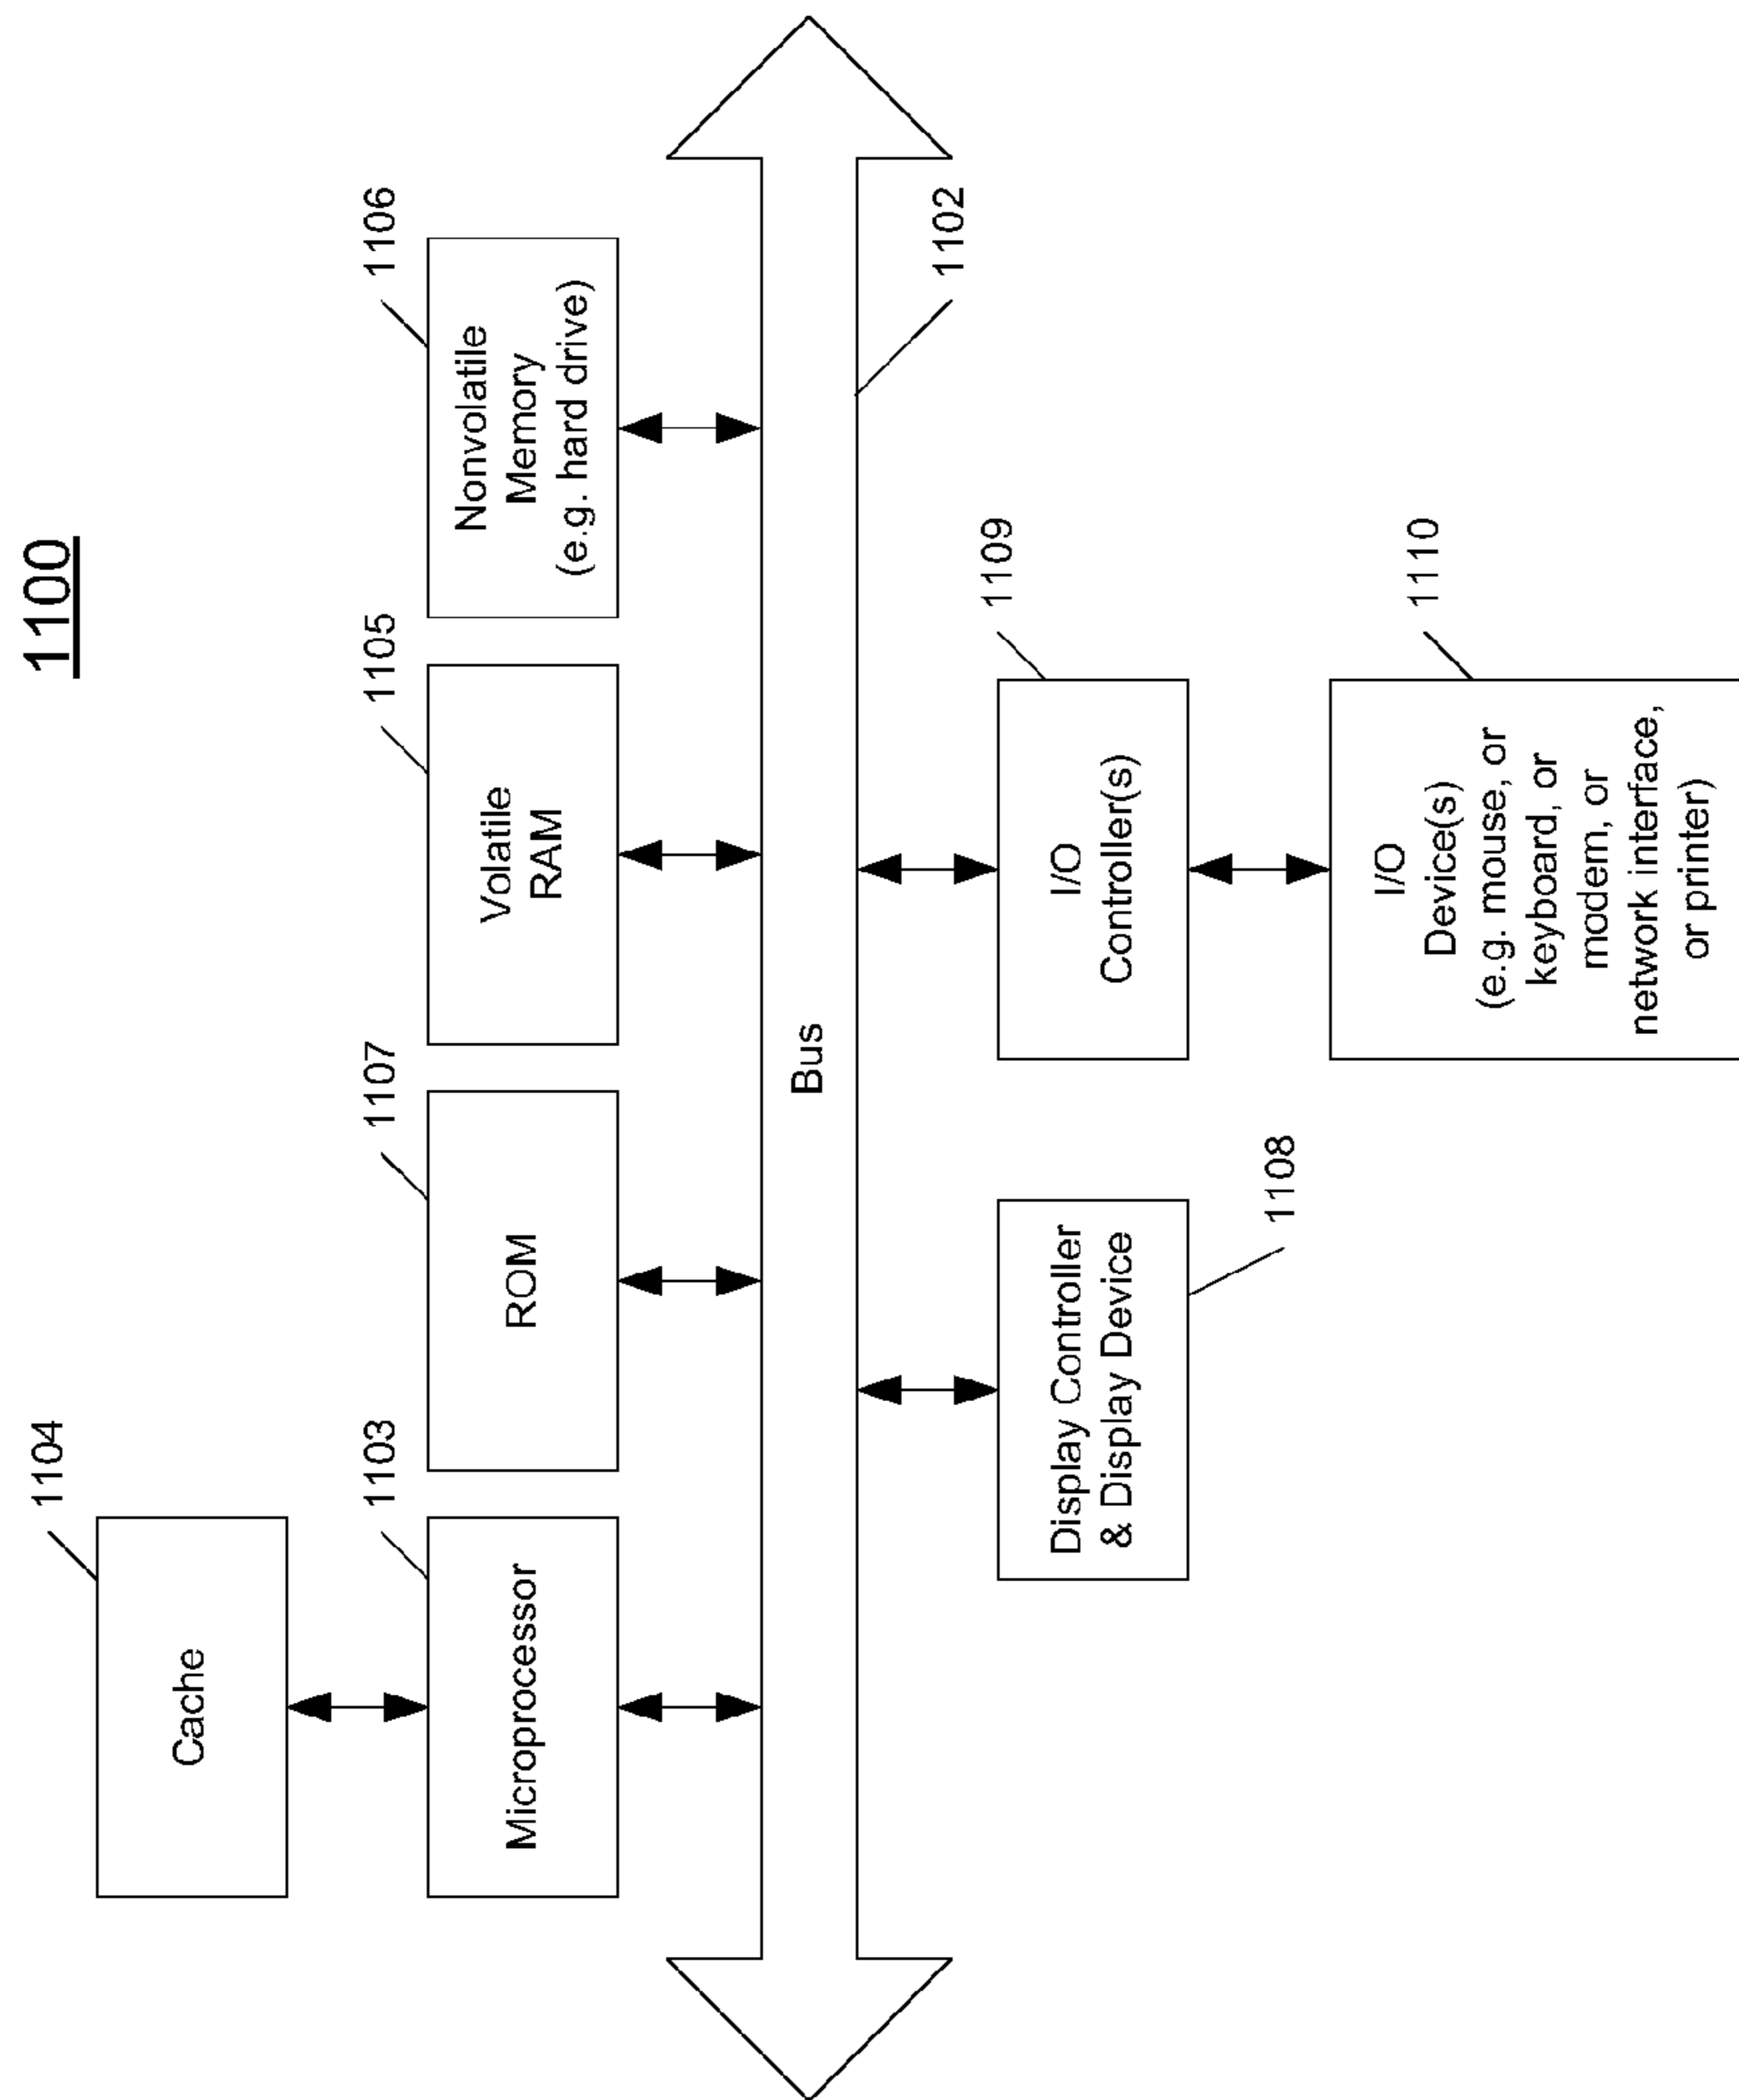 1100
1104
Cache
1103
Microprocessor
1107
ROM
1105
Volatile
RAM
1106
Nonvolatile
Memory
(e.g. hard drive)
Bus
1102
Display Controller
& Display Device
1108
1109
I/O
Controller(s)
1110
I/O
Device(s)
(e.g. mouse, or
keyboard, or
modem, or
network interface,
or printer)